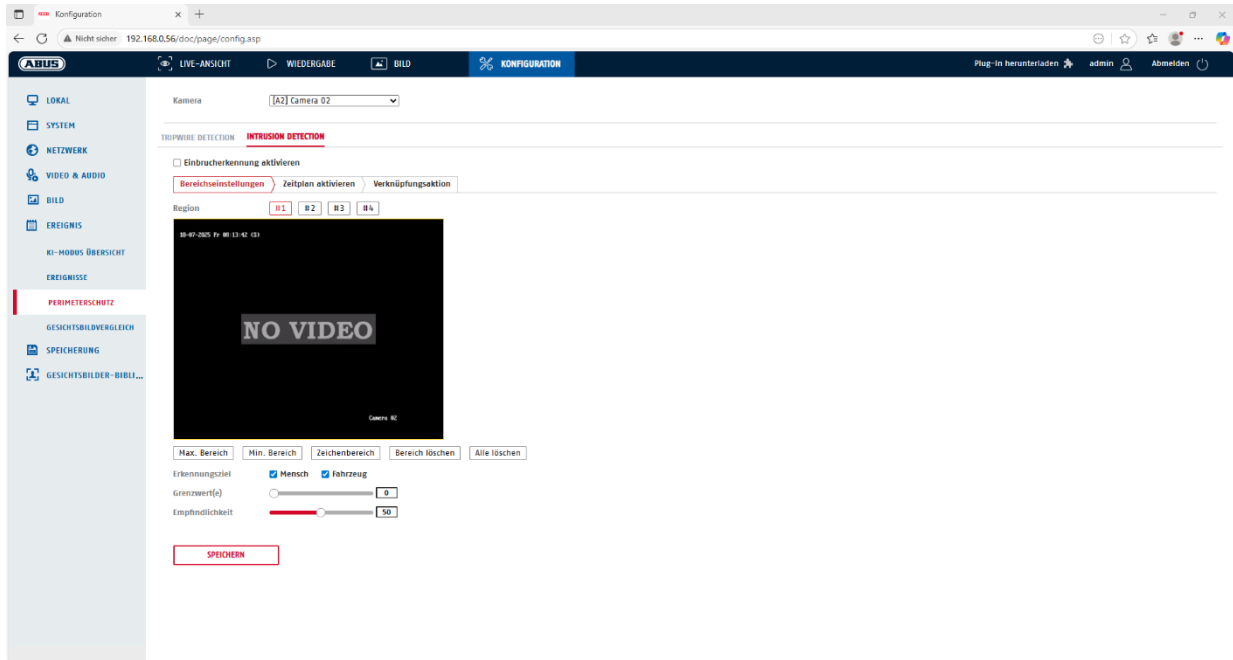 Konfiguration
Nicht sicher 192.168.0.56/doc/page/config.asp
ABUS LIVE-ANSICHT WIEDERGABE BILD KONFIGURATION Plug-In herunterladen admin Abmelden
LOKAL
SYSTEM
NETZWERK
VIDEO & AUDIO
BILD
EREIGNIS
KI-MODUS ÜBERSICHT
EREIGNISSE
PERIMETERSCHUTZ
GESICHTSBILDVERGLEICH
SPEICHERUNG
GESICHTSBILDER-BIBLI...
Kamera [A2] Camera 02
TRIPWIRE DETECTION INTRUSION DETECTION
Einbrucherkennung aktivieren
Bereichseinstellungen Zeitplan aktivieren Verknüpfungsaktion
Region #1 #2 #3 #4
18-07-2025 Fr 08:13:42 (S)
NO VIDEO
Camera 02
Max. Bereich Min. Bereich Zeichenbereich Bereich löschen Alle löschen
Erkennungsziel Mensch Fahrzeug
Grenzwert(e) 0
Empfindlichkeit 50
SPEICHERN